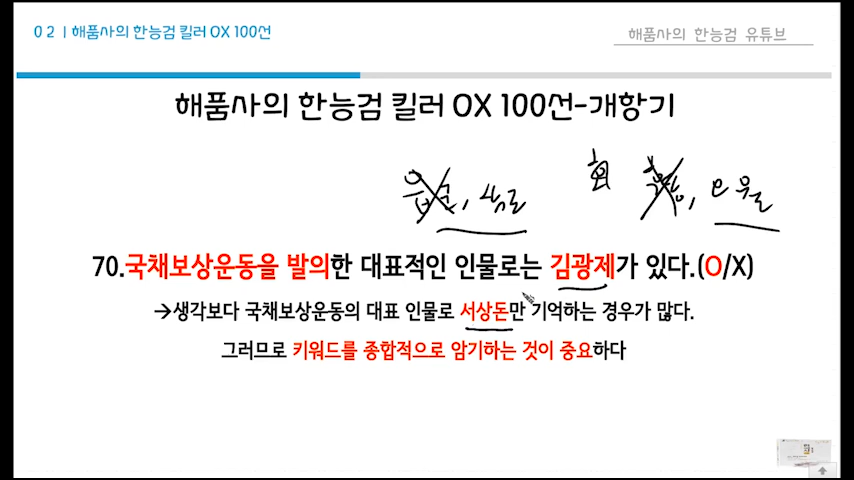 02 | 해품사의 한능검 킬러 OX 100선
해품사의 한능검 유튜브
해품사의 한능검 킬러 OX 100선-개항기
70.국채보상운동을 발의한 대표적인 인물로는 김광제가 있다.(O/X)
→생각보다 국채보상운동의 대표 인물로 서상돈만 기억하는 경우가 많다.
그러므로 키워드를 종합적으로 암기하는 것이 중요하다